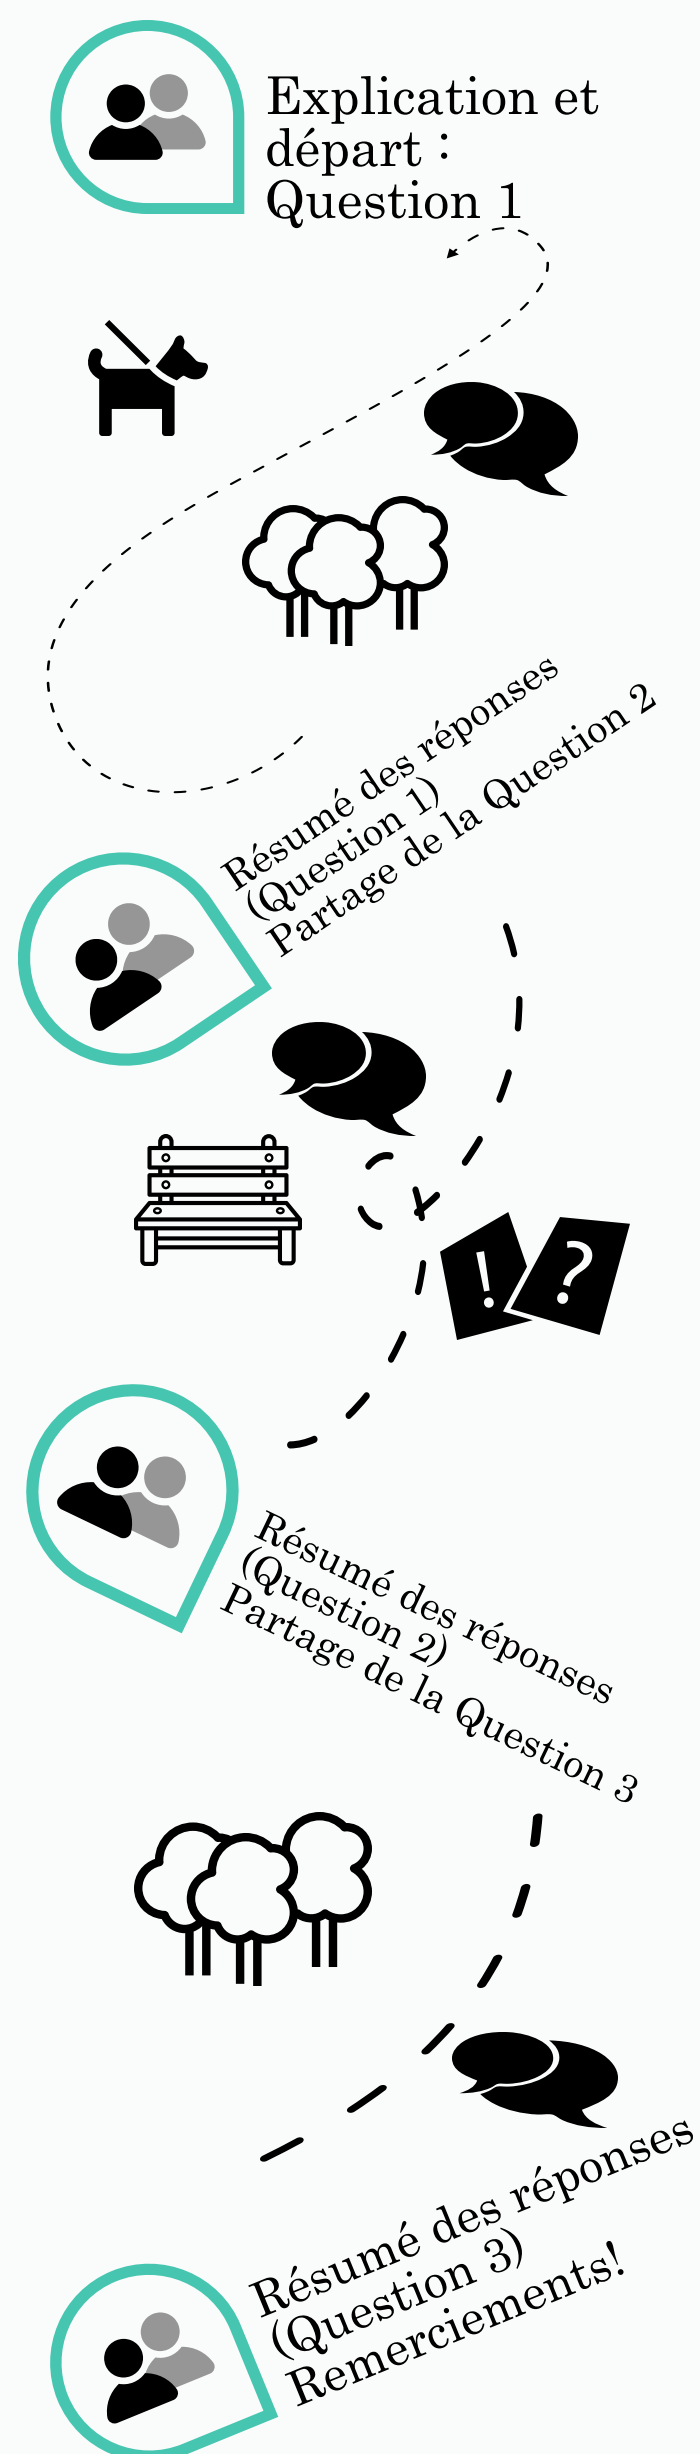 Explication et
départ :
Question 1
Résumé des réponses
(Question 1)
Partage de la Question 2
! ?
Résumé des réponses
(Question 2)
Partage de la Question 3
Résumé des réponses
(Question 3)
Remerciements!